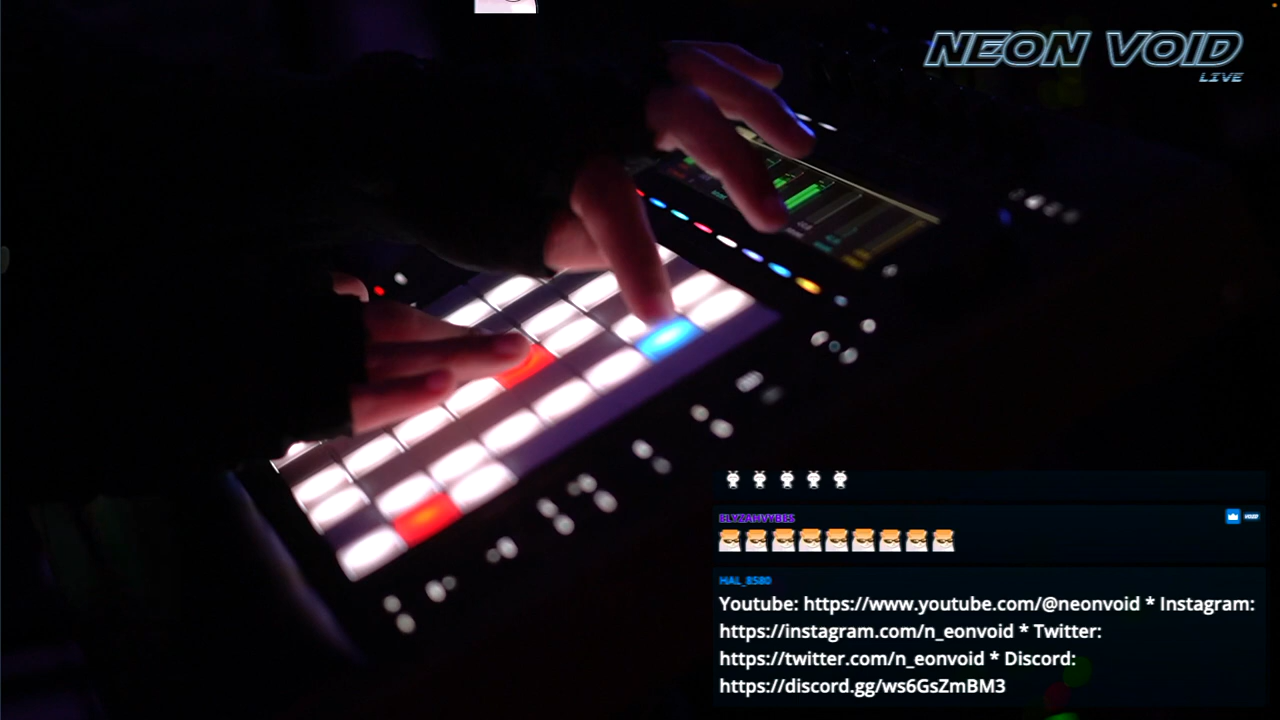 NEON VOID
LIVE
ELYZAHVYBES
HAL_8580
Youtube: https://www.youtube.com/@neonvoid * Instagram:
https://instagram.com/n_eonvoid * Twitter:
https://twitter.com/n_eonvoid * Discord:
https://discord.gg/ws6GsZmBM3